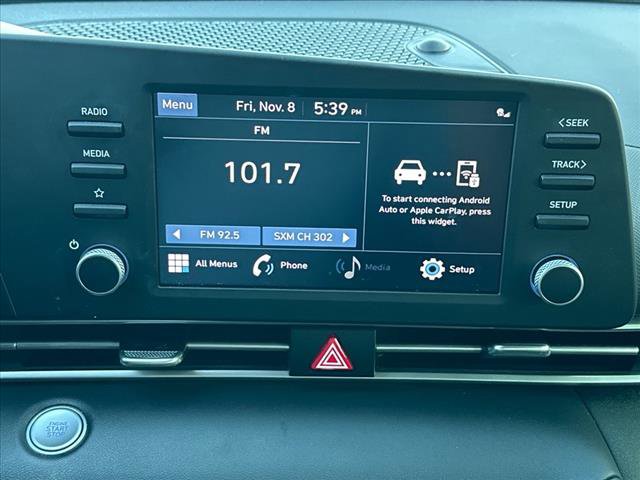 RADIO
MEDIA
Menu
Fri, Nov. 8
5:39 PM
FM
101.7
FM 92.5
SXM CH 302
To start connecting Android
Auto or Apple CarPlay, press
this widget.
All Menus
Phone
Media
Setup
<SEEK
TRACK>
SETUP
ENGINE
START
STOP